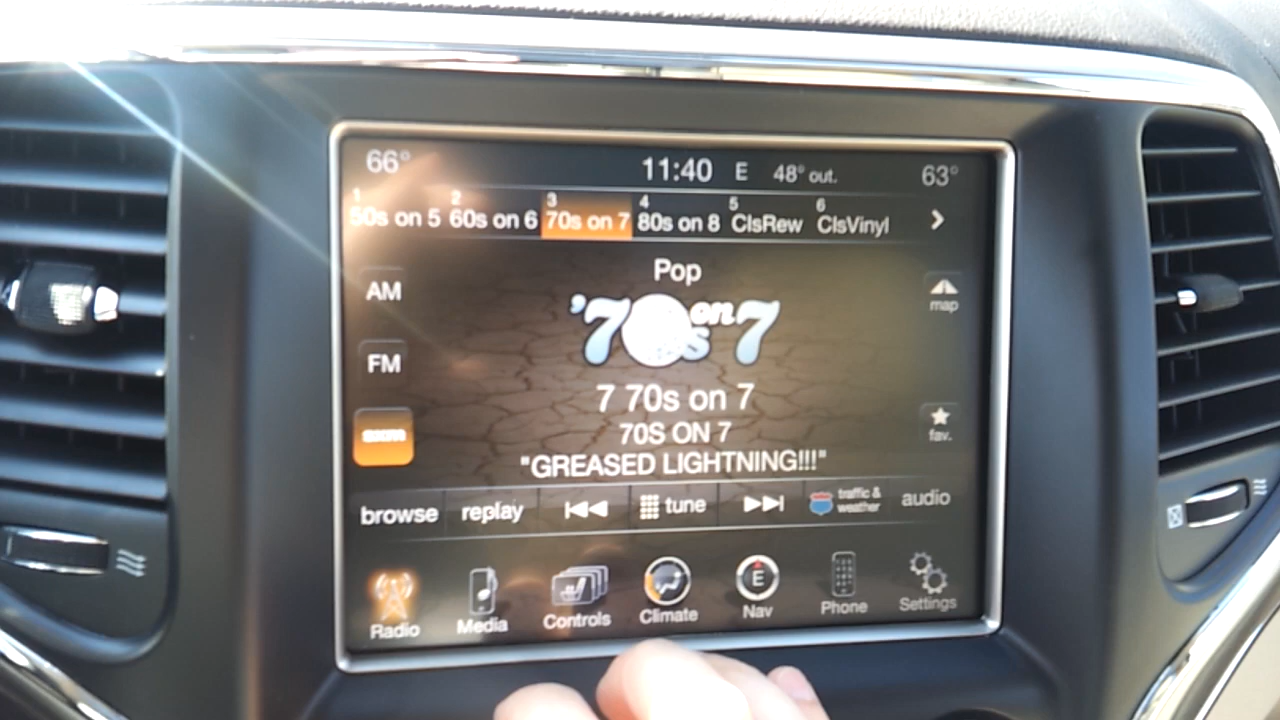 66° 11:40 E 48° out. 63°
1 2 3 4 5 6
50s on 5 60s on 6 70s on 7 80s on 8 ClsRew ClsVinyl
Pop
AM
map
'70s on 7
FM
7 70s on 7
70S ON 7
fav.
"GREASED LIGHTNING!!!"
browse replay tune traffic & weather audio
E
Radio Media Controls Climate Nav Phone Settings